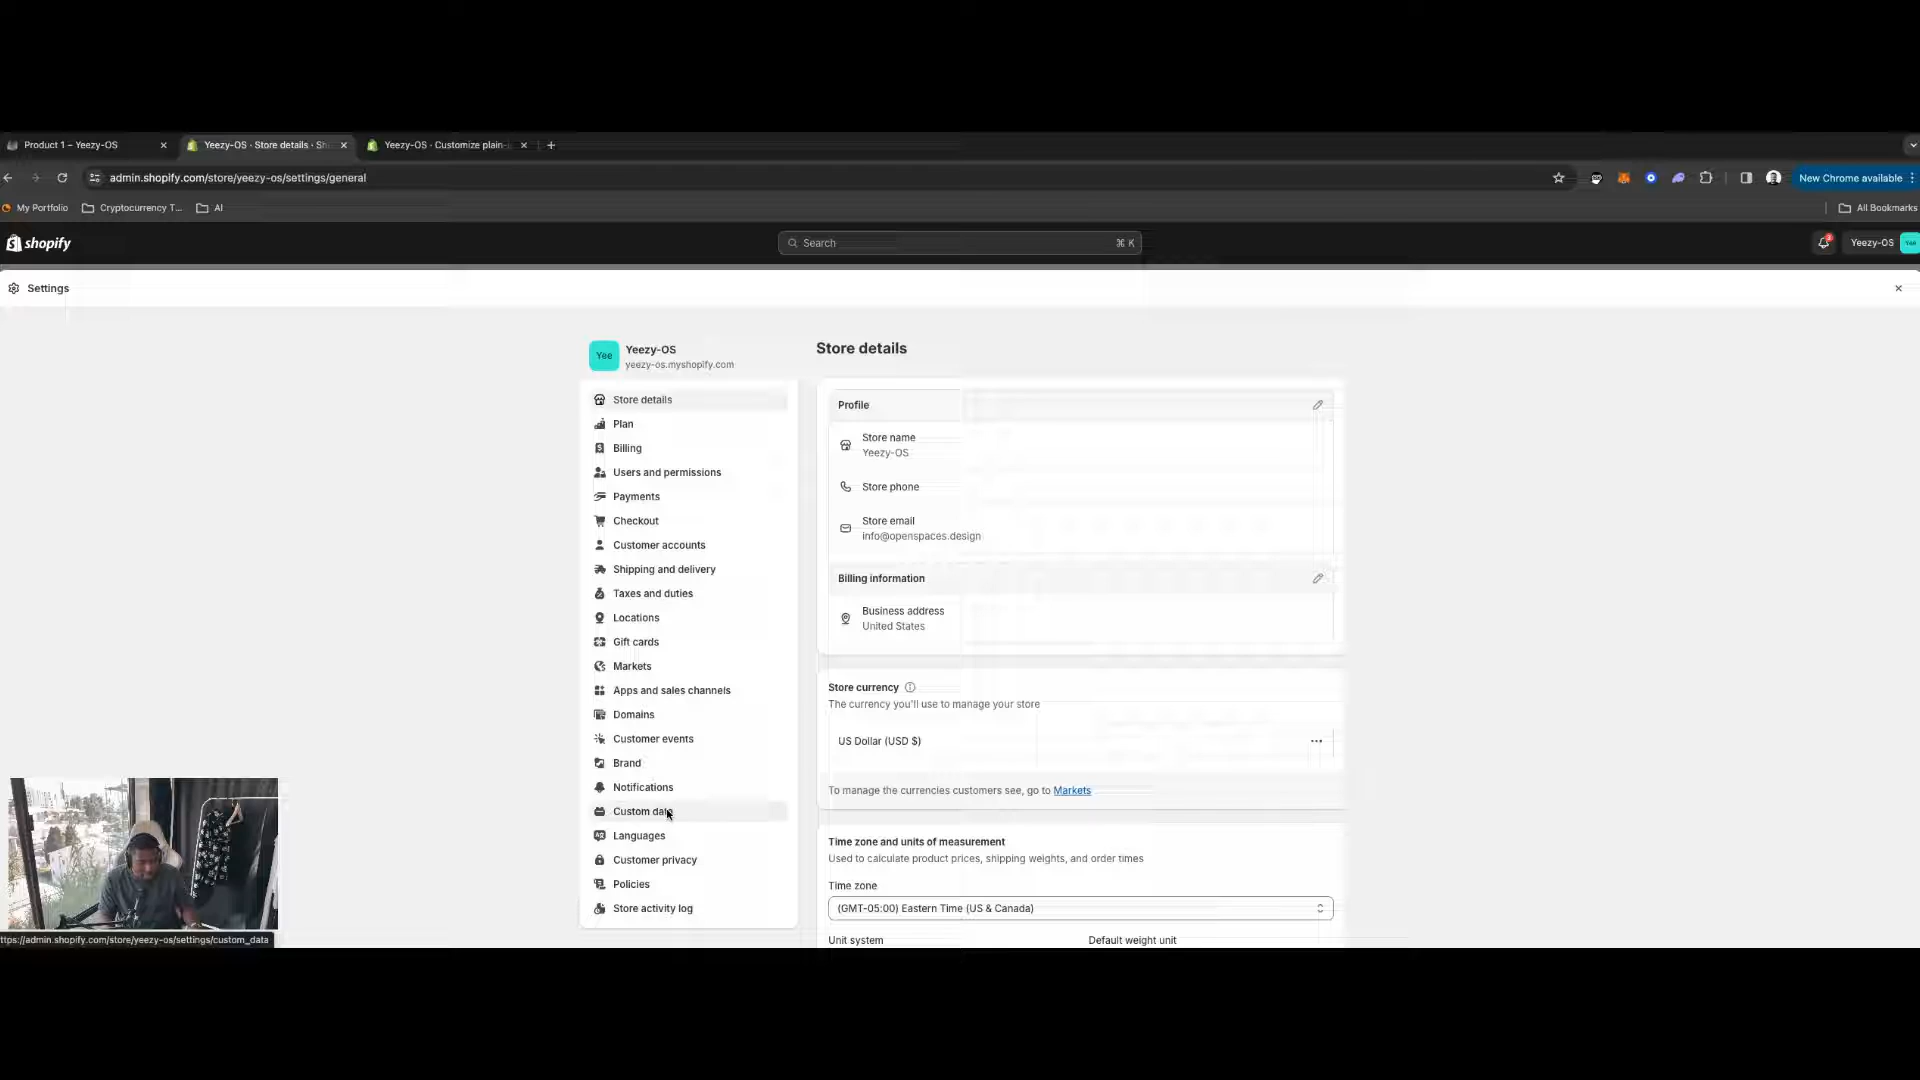 Product 1 – Yeezy-OS
Yeezy-OS · Store details · Sh
Yeezy-OS · Customize plain-
admin.shopify.com/store/yeezy-os/settings/general
New Chrome available
My Portfolio
Cryptocurrency T...
AI
All Bookmarks
shopify
Search
⌘ K
Yeezy-OS
Yee
Settings
Yee
Yeezy-OS
yeezy-os.myshopify.com
Store details
Plan
Billing
Users and permissions
Payments
Checkout
Customer accounts
Shipping and delivery
Taxes and duties
Locations
Gift cards
Markets
Apps and sales channels
Domains
Customer events
Brand
Notifications
Custom data
Languages
Customer privacy
Policies
Store activity log
Store details
Profile
Store name
Yeezy-OS
Store phone
Store email
info@openspaces.design
Billing information
Business address
United States
Store currency
The currency you'll use to manage your store
US Dollar (USD $)
To manage the currencies customers see, go to Markets
Time zone and units of measurement
Used to calculate product prices, shipping weights, and order times
Time zone
(GMT-05:00) Eastern Time (US & Canada)
Unit system
Default weight unit
ttps://admin.shopify.com/store/yeezy-os/settings/custom_data